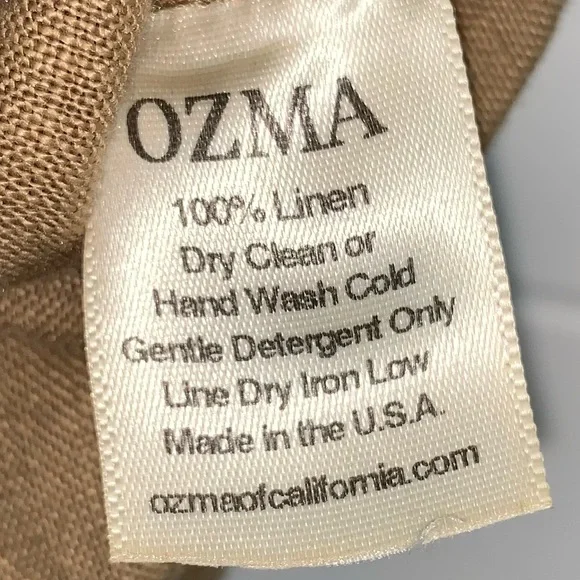 OZMA
100% Linen
Dry Clean or
Hand Wash Cold
Gentle Detergent Only
Line Dry Iron Low
Made in the U.S.A.
ozmaofcalifornia.com